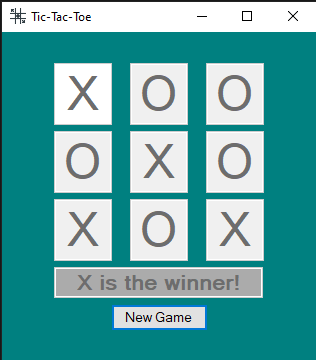 Tic-Tac-Toe
X O O
O X O
X O X
X is the winner!
New Game